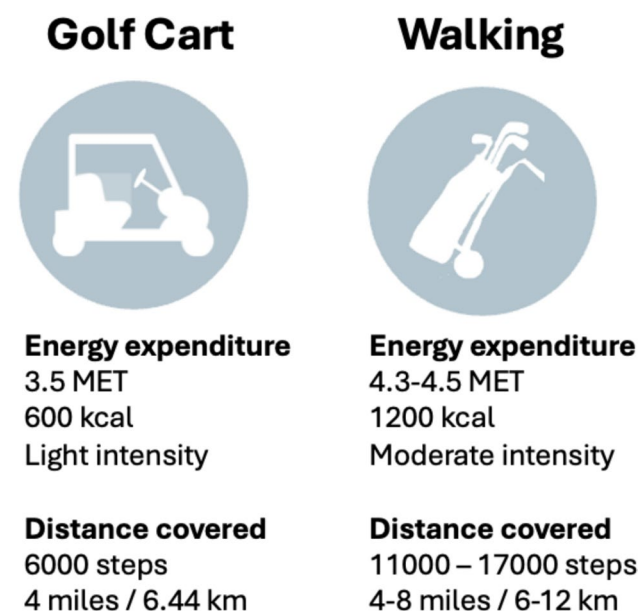 Golf Cart
Energy expenditure
3.5 MET
600 kcal
Light intensity
Distance covered
6000 steps
4 miles / 6.44 km
Walking
Energy expenditure
4.3-4.5 MET
1200 kcal
Moderate intensity
Distance covered
11000 – 17000 steps
4-8 miles / 6-12 km